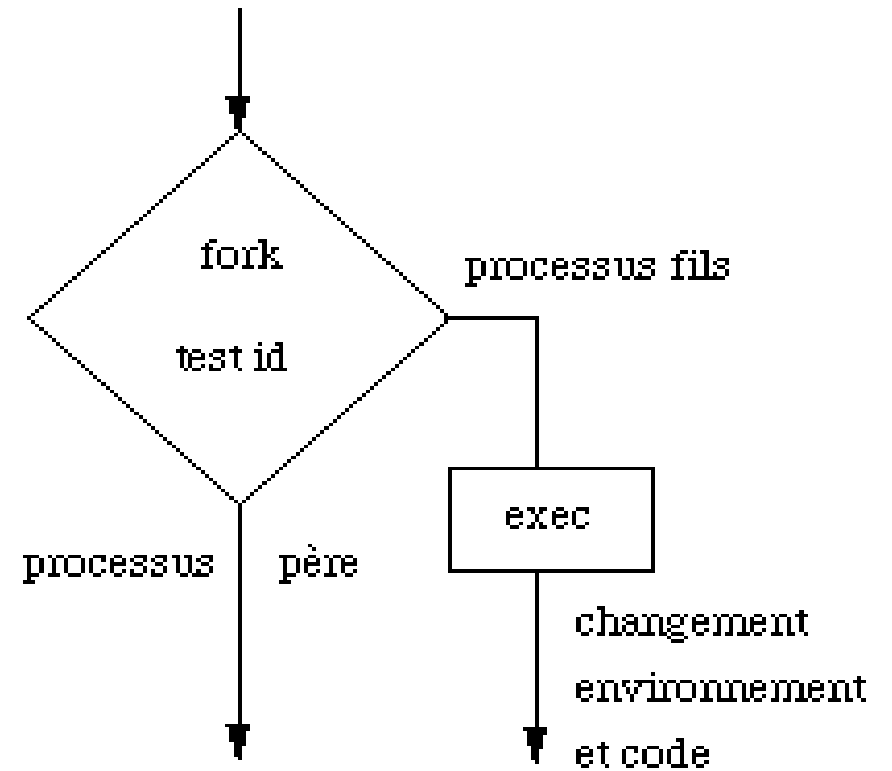 fork
processus fils
test id
exec
processus père
changement
environnement
et code